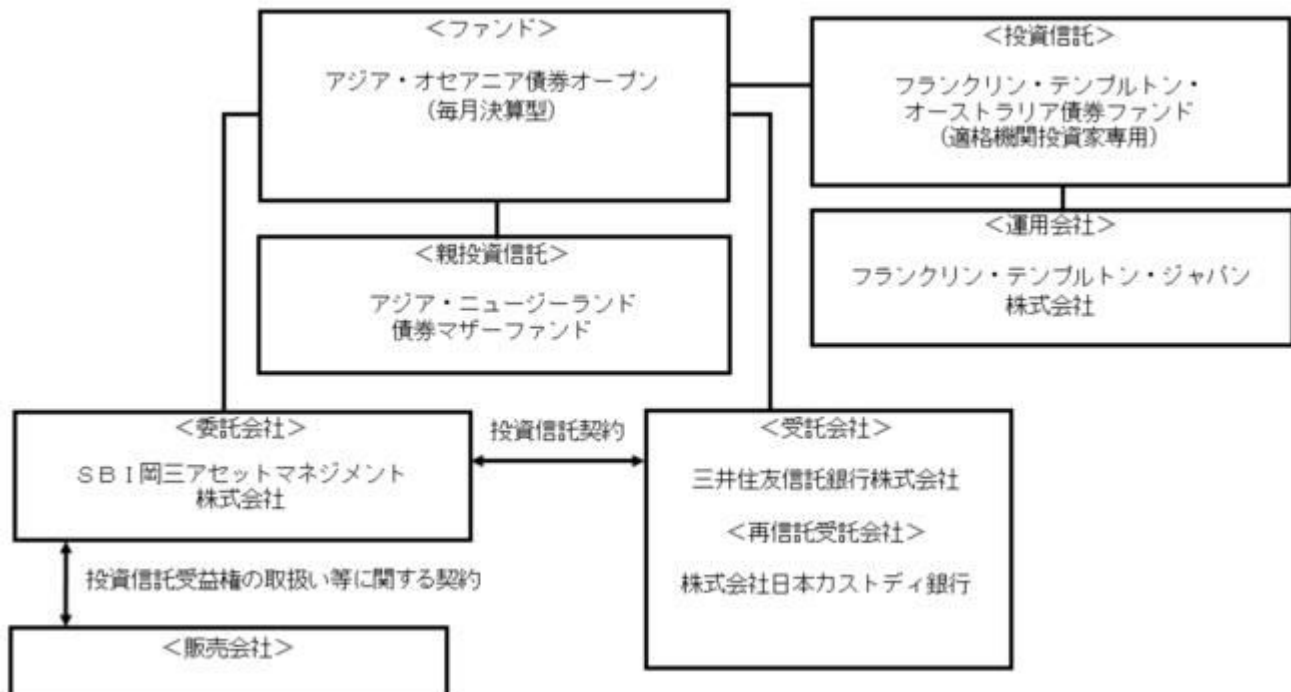 ＜ファンド＞
アジア・オセアニア債券オープン
（毎月決算型）
＜投資信託＞
フランクリン・テンプルトン・
オーストラリア債券ファンド
（適格機関投資家専用）
＜運用会社＞
フランクリン・テンプルトン・ジャパン
株式会社
＜親投資信託＞
アジア・ニュージーランド
債券マザーファンド
＜委託会社＞
ＳＢＩ岡三アセットマネジメント
株式会社
投資信託契約
＜受託会社＞
三井住友信託銀行株式会社
＜再信託受託会社＞
株式会社日本カストディ銀行
投資信託受益権の取扱い等に関する契約
＜販売会社＞